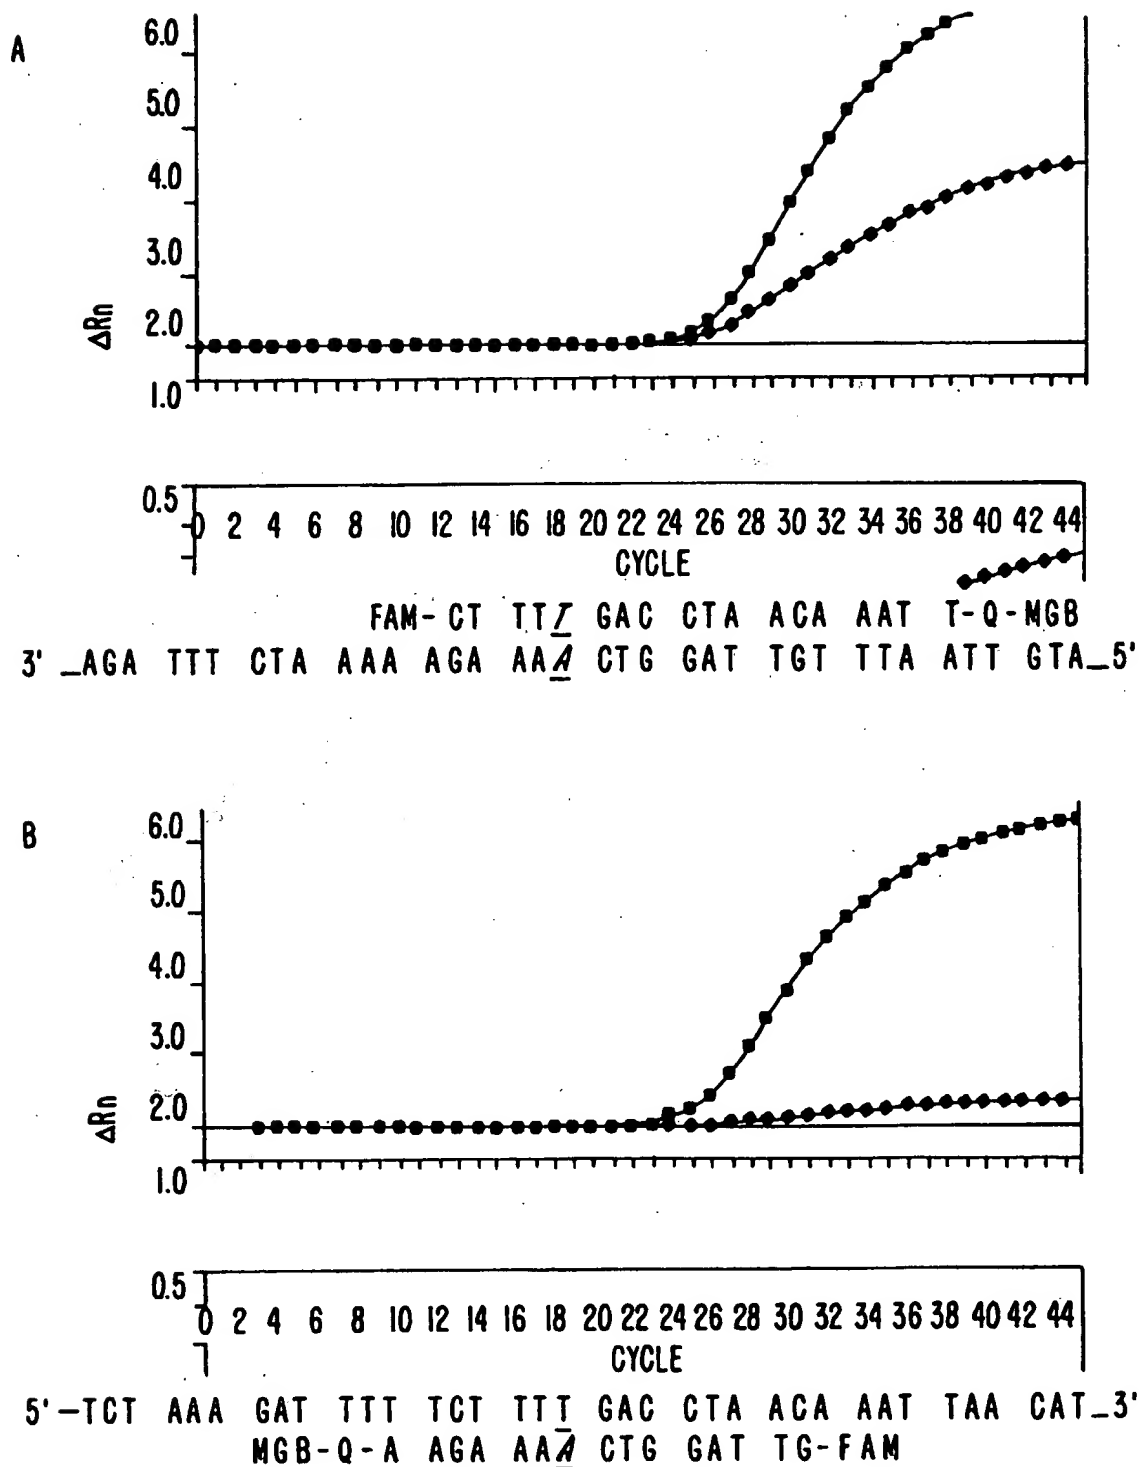 A
6.0
5.0
4.0
3.0
2.0
1.0
ΔRn
0.5
0 2 4 6 8 10 12 14 16 18 20 22 24 26 28 30 32 34 36 38 40 42 44
CYCLE
FAM- CT TTT GAC CTA ACA AAT T-Q-MGB
3' _AGA TTT CTA AAA AGA AAA CTG GAT TGT TTA ATT GTA_5'
B
6.0
5.0
4.0
3.0
2.0
1.0
ΔRn
0.5
0 2 4 6 8 10 12 14 16 18 20 22 24 26 28 30 32 34 36 38 40 42 44
CYCLE
5'-TCT AAA GAT TTT TCT TTT GAC CTA ACA AAT TAA CAT_3'
MGB-Q-A AGA AAA CTG GAT TG-FAM